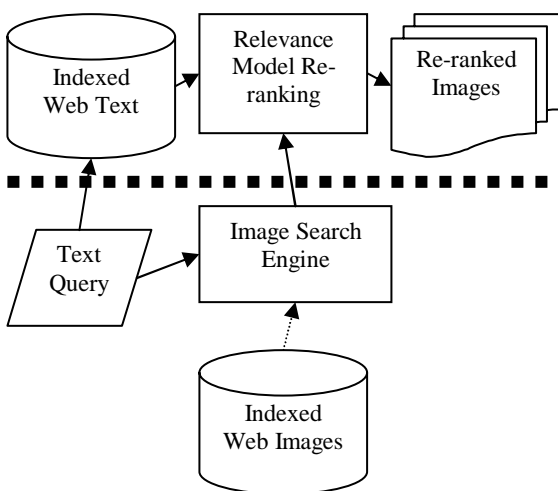 Indexed
Web Text
Relevance
Model Re-
ranking
Re-ranked
Images
Text
Query
Image Search
Engine
Indexed
Web Images